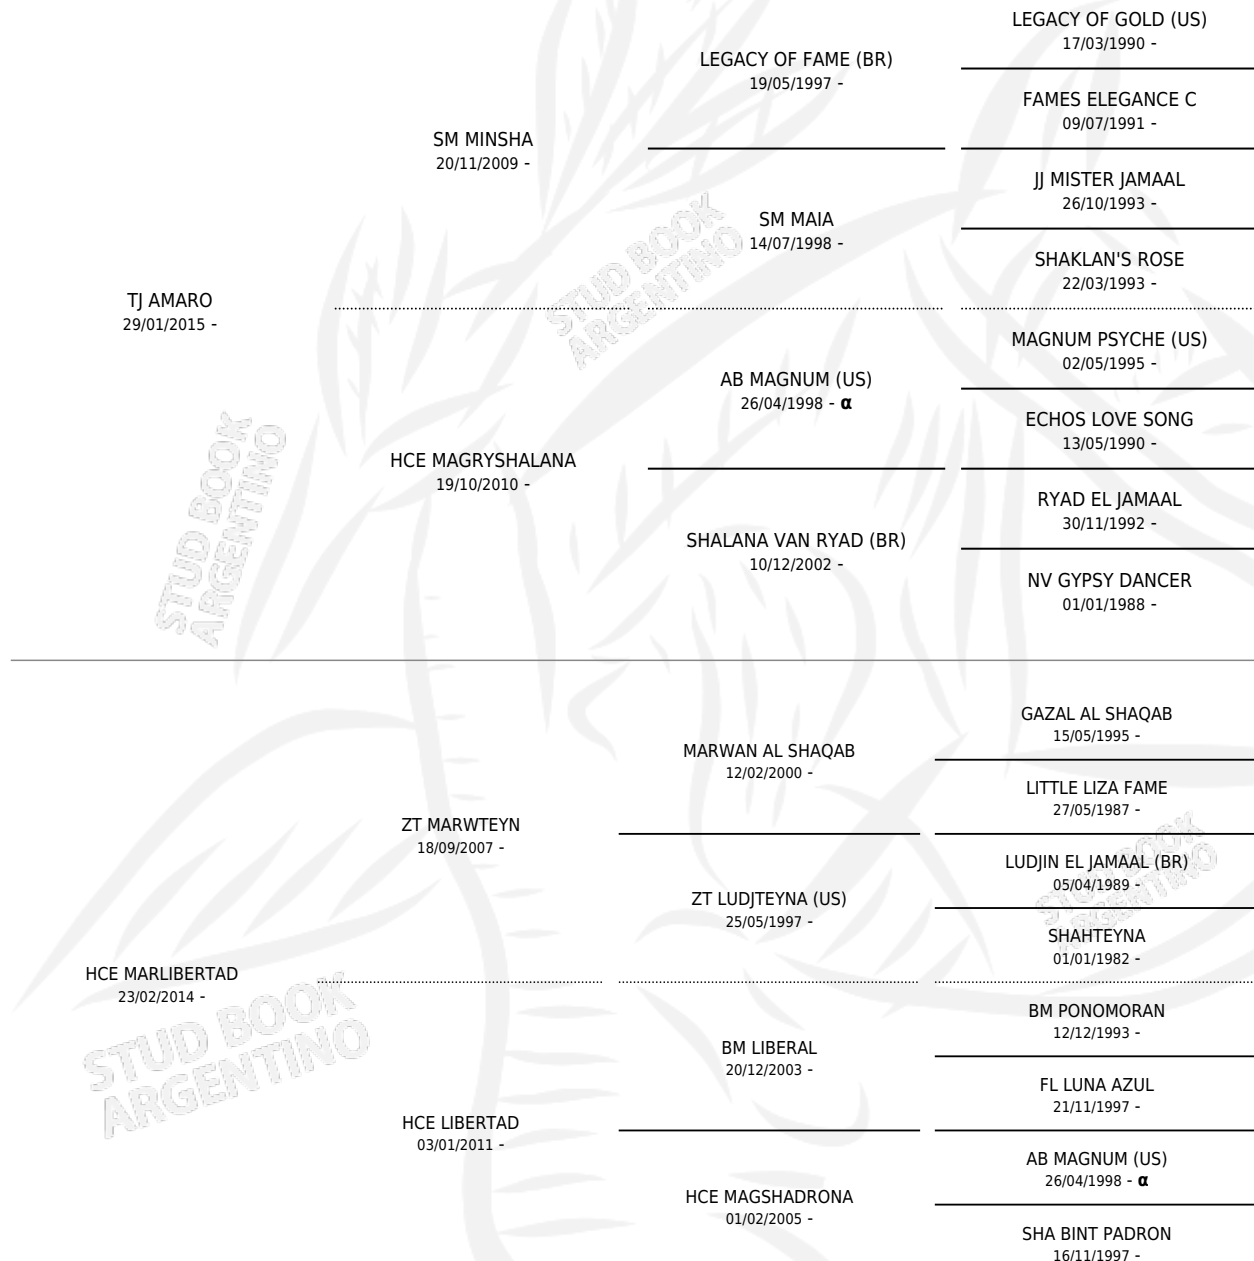 LEGACY OF GOLD (US)
17/03/1990 -
LEGACY OF FAME (BR)
19/05/1997 -
FAMES ELEGANCE C
09/07/1991 -
SM MINSHA
20/11/2009 -
JJ MISTER JAMAAL
26/10/1993 -
SM MAIA
14/07/1998 -
SHAKLAN'S ROSE
22/03/1993 -
TJ AMARO
29/01/2015 -
MAGNUM PSYCHE (US)
02/05/1995 -
AB MAGNUM (US)
26/04/1998 - α
ECHOS LOVE SONG
13/05/1990 -
HCE MAGRYSHALANA
19/10/2010 -
RYAD EL JAMAAL
30/11/1992 -
SHALANA VAN RYAD (BR)
10/12/2002 -
NV GYPSY DANCER
01/01/1988 -
STUD BOOK
ARGENTINO
STUD BOOK
ARGENTINO
GAZAL AL SHAQAB
15/05/1995 -
MARWAN AL SHAQAB
12/02/2000 -
LITTLE LIZA FAME
27/05/1987 -
ZT MARWTEYN
18/09/2007 -
LUDJIN EL JAMAAL (BR)
05/04/1989 -
ZT LUDJTEYNA (US)
25/05/1997 -
SHAHTEYNA
01/01/1982 -
HCE MARLIBERTAD
23/02/2014 -
BM PONOMORAN
12/12/1993 -
BM LIBERAL
20/12/2003 -
FL LUNA AZUL
21/11/1997 -
HCE LIBERTAD
03/01/2011 -
AB MAGNUM (US)
26/04/1998 - α
HCE MAGSHADRONA
01/02/2005 -
SHA BINT PADRON
16/11/1997 -
STUD BOOK
ARGENTINO
STUD BOOK
ARGENTINO